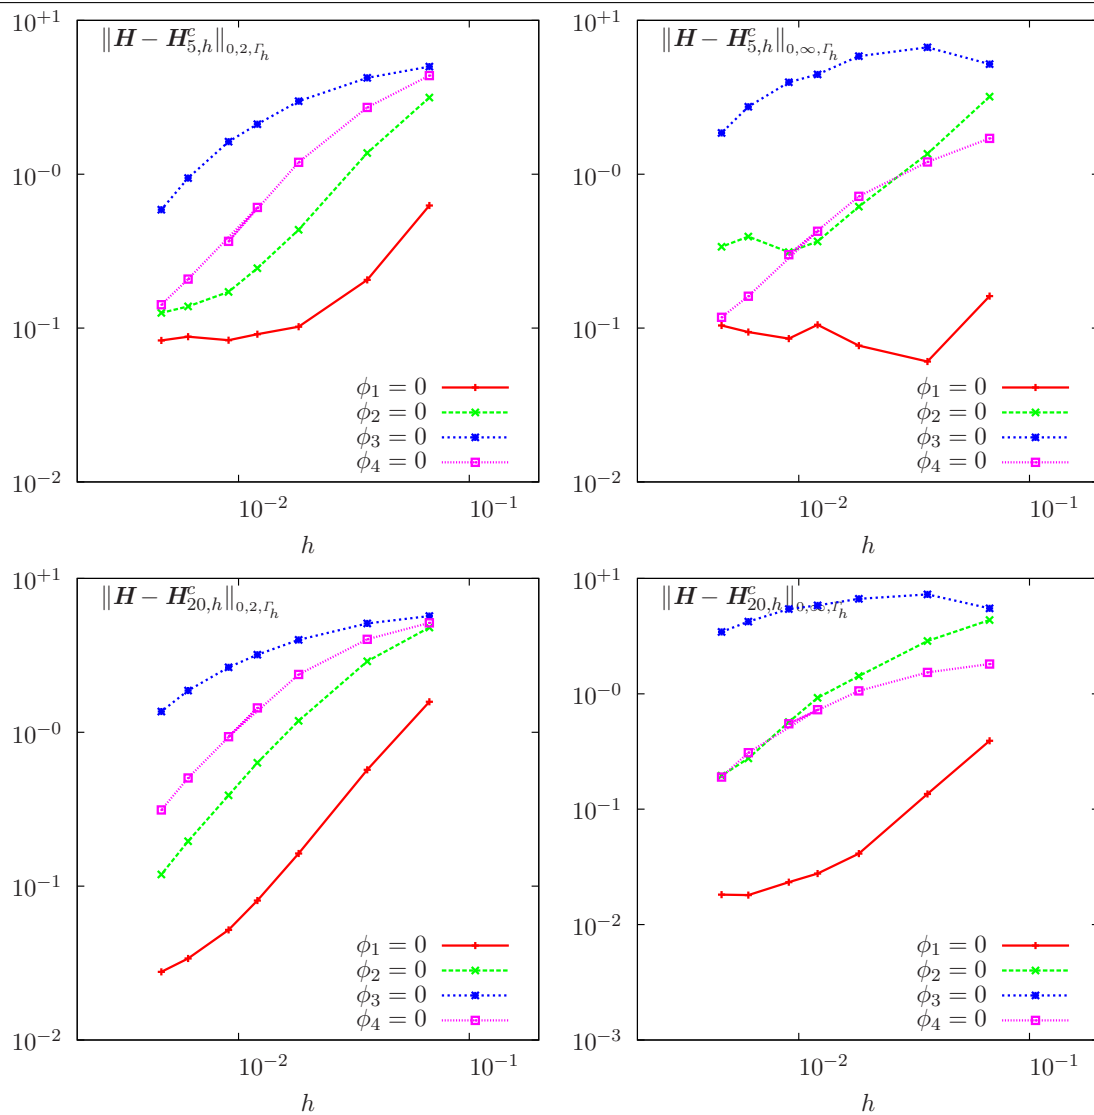 ‖H − H^c_{5,h}‖_{0,2,Γ_h}
10^{+1}
10^{−0}
10^{−1}
10^{−2}
ϕ_1 = 0
ϕ_2 = 0
ϕ_3 = 0
ϕ_4 = 0
10^{−2} 10^{−1}
h
‖H − H^c_{5,h}‖_{0,∞,Γ_h}
10^{+1}
10^{−0}
10^{−1}
10^{−2}
ϕ_1 = 0
ϕ_2 = 0
ϕ_3 = 0
ϕ_4 = 0
10^{−2} 10^{−1}
h
‖H − H^c_{20,h}‖_{0,2,Γ_h}
10^{+1}
10^{−0}
10^{−1}
10^{−2}
ϕ_1 = 0
ϕ_2 = 0
ϕ_3 = 0
ϕ_4 = 0
10^{−2} 10^{−1}
h
‖H − H^c_{20,h}‖_{0,∞,Γ_h}
10^{+1}
10^{−0}
10^{−1}
10^{−2}
10^{−3}
ϕ_1 = 0
ϕ_2 = 0
ϕ_3 = 0
ϕ_4 = 0
10^{−2} 10^{−1}
h